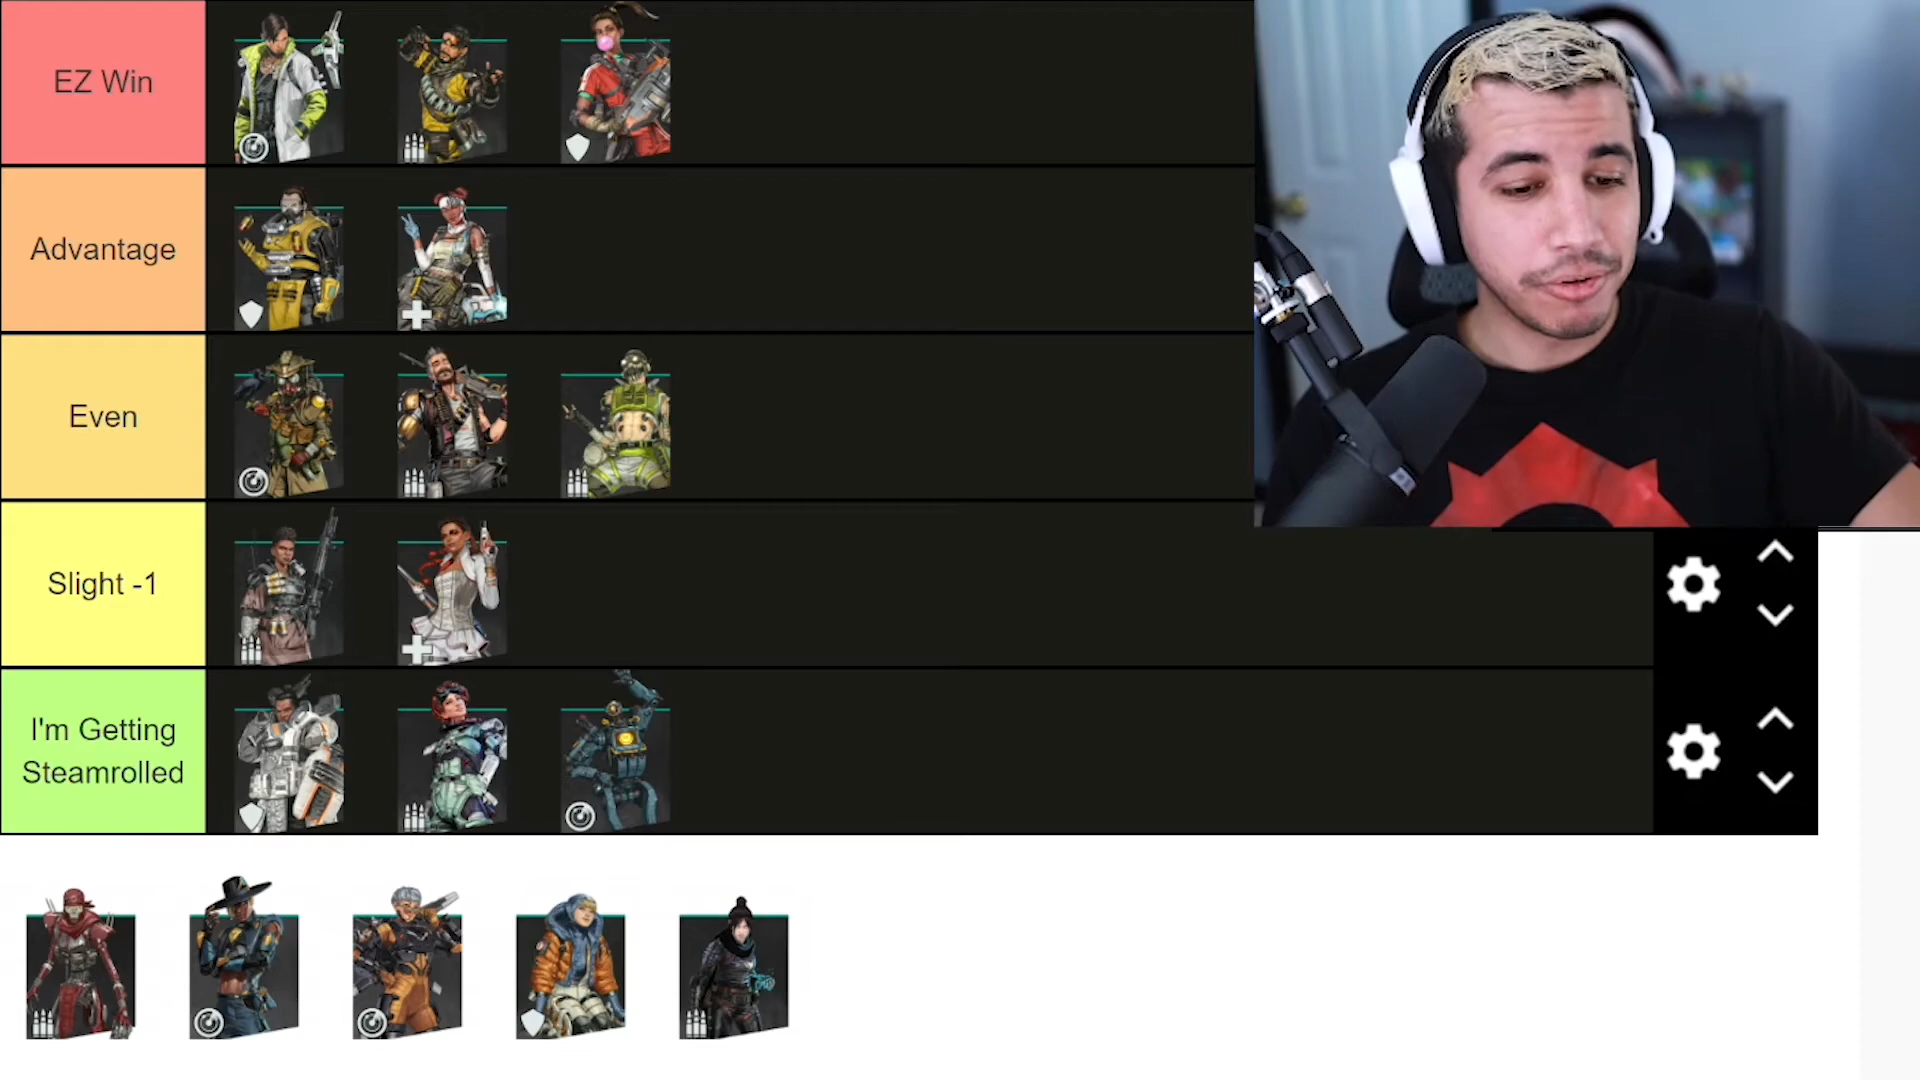 EZ Win
Advantage
Even
Slight -1
I'm Getting
Steamrolled